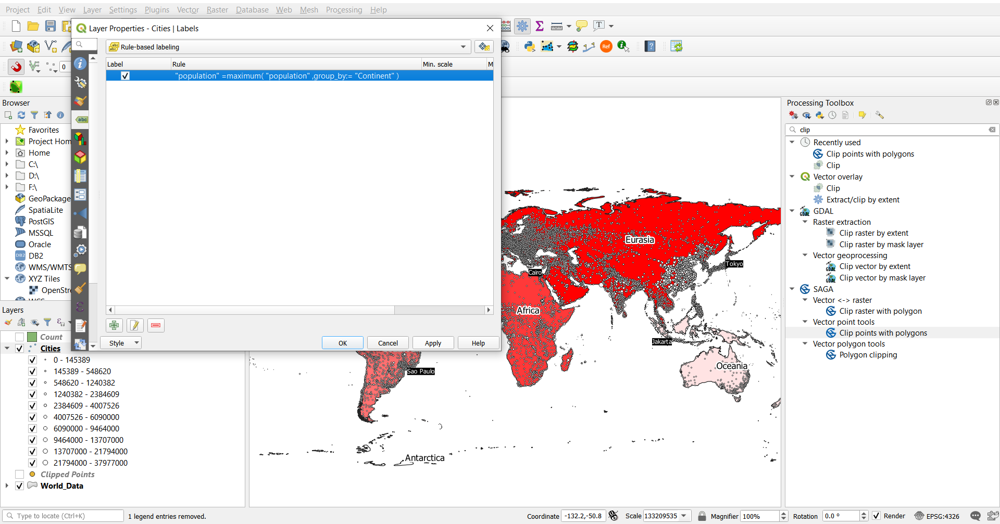 Project Edit View Layer Settings Plugins Vector Raster Database Web Mesh Processing Help
Layer Properties - Cities | Labels
Rule-based labeling
Label Rule Min. scale M
"population" =maximum( "population" ,group_by:= "Continent" )
Style OK Cancel Apply Help
0
T
Ref
Browser
Favorites
Project Hom
Home
C:\
D:\
F:\
GeoPackage
SpatiaLite
PostGIS
MSSQL
Oracle
DB2 DB2
WMS/WMTS
XYZ Tiles
OpenStre
Layers
Count
Cities
0 - 145389
145389 - 548620
548620 - 1240382
1240382 - 2384609
2384609 - 4007526
4007526 - 6090000
6090000 - 9464000
9464000 - 13707000
13707000 - 21794000
21794000 - 37977000
Clipped Points
World_Data
abc
Eurasia
Tokyo
Cairo
Africa
Jakarta
Oceania
Sao Paulo
Antarctica
Processing Toolbox
clip
Recently used
Clip points with polygons
Clip
Vector overlay
Clip
Extract/clip by extent
GDAL GDAL
Raster extraction
Clip raster by extent
Clip raster by mask layer
Vector geoprocessing
GDAL Clip vector by extent
GDAL Clip vector by mask layer
SAGA
Vector <-> raster
Clip raster with polygon
Vector point tools
Clip points with polygons
Vector polygon tools
Polygon clipping
Type to locate (Ctrl+K) 1 legend entries removed. Coordinate -132.2,-50.8 Scale 133209535 Magnifier 100% Rotation 0.0 ° Render EPSG:4326